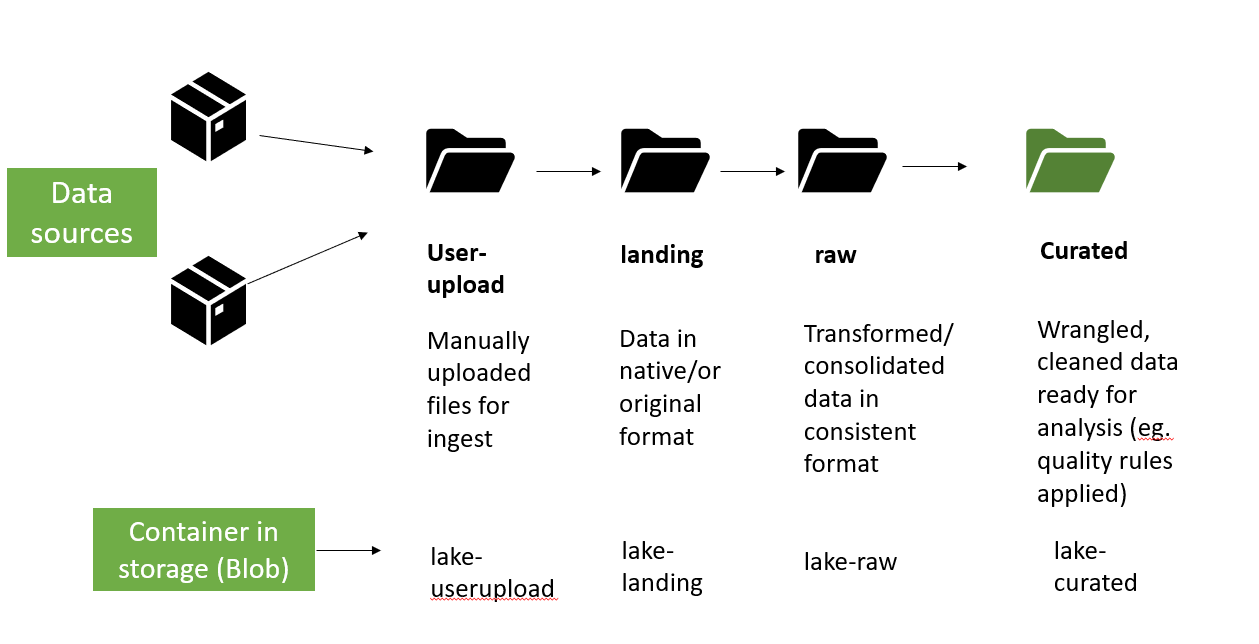 Data
sources
User-
upload
landing
raw
Curated
Manually
uploaded
files for
ingest
Data in
native/or
original
format
Transformed/
consolidated
data in
consistent
format
Wrangled,
cleaned data
ready for
analysis (eg.
quality rules
applied)
Container in
storage (Blob)
lake-
userupload
lake-
landing
lake-raw
lake-
curated